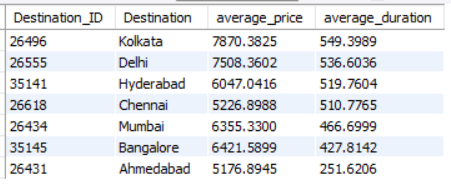 Destination_ID Destination average_price average_duration
26496 Kolkata 7870.3825 549.3989
26555 Delhi 7508.3602 536.6036
35141 Hyderabad 6047.0416 519.7604
26618 Chennai 5226.8988 510.7765
26434 Mumbai 6355.3300 466.6999
35145 Bangalore 6421.5899 427.8142
26431 Ahmedabad 5176.8945 251.6206